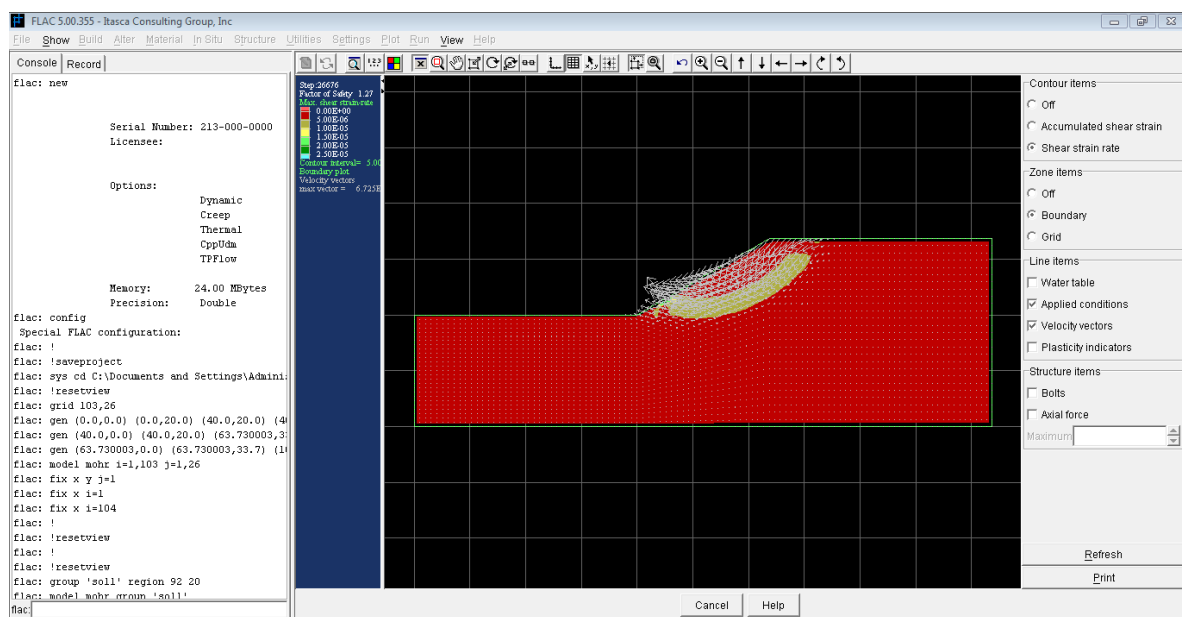 FLAC 5.00.355 - Itasca Consulting Group, Inc
File Show Build Alter Material In Situ Structure Utilities Settings Plot Run View Help
Console Record
flac: new
Serial Number: 213-000-0000
Licensee:
Options:
Dynamic
Creep
Thermal
CppUdm
TPFlow
Memory: 24.00 MBytes
Precision: Double
flac: config
Special FLAC configuration:
flac: !
flac: !saveproject
flac: sys cd C:\Documents and Settings\Admini
flac: !resetview
flac: grid 103,26
flac: gen (0.0,0.0) (0.0,20.0) (40.0,20.0) (4
flac: gen (40.0,0.0) (40.0,20.0) (63.730003,3
flac: gen (63.730003,0.0) (63.730003,33.7) (1
flac: model mohr i=1,103 j=1,26
flac: fix x y j=1
flac: fix x i=1
flac: fix x i=104
flac: !
flac: !resetview
flac: !
flac: !resetview
flac: group 'soll' region 92 20
flac: model mohr group 'soll'
flac:
1.2.3
Step:26676
Factor of Safety 1.27
Max. shear strain-rate
0.00E+00
5.00E-06
1.00E-05
1.50E-05
2.00E-05
2.50E-05
Contour interval= 5.00
Boundary plot
Velocity vectors
max vector = 6.725E
Cancel Help
Contour items
Off
Accumulated shear strain
Shear strain rate
Zone items
Off
Boundary
Grid
Line items
Water table
Applied conditions
Velocity vectors
Plasticity indicators
Structure items
Bolts
Axial force
Maximum
Refresh
Print